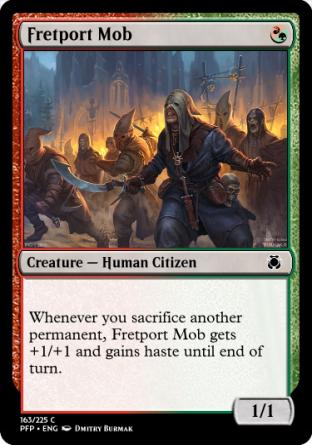 Fretport Mob
Creature — Human Citizen
Whenever you sacrifice another
permanent, Fretport Mob gets
+1/+1 and gains haste until end of
turn.
1/1
163/225 C
PFP • ENG Dmitry Burmak